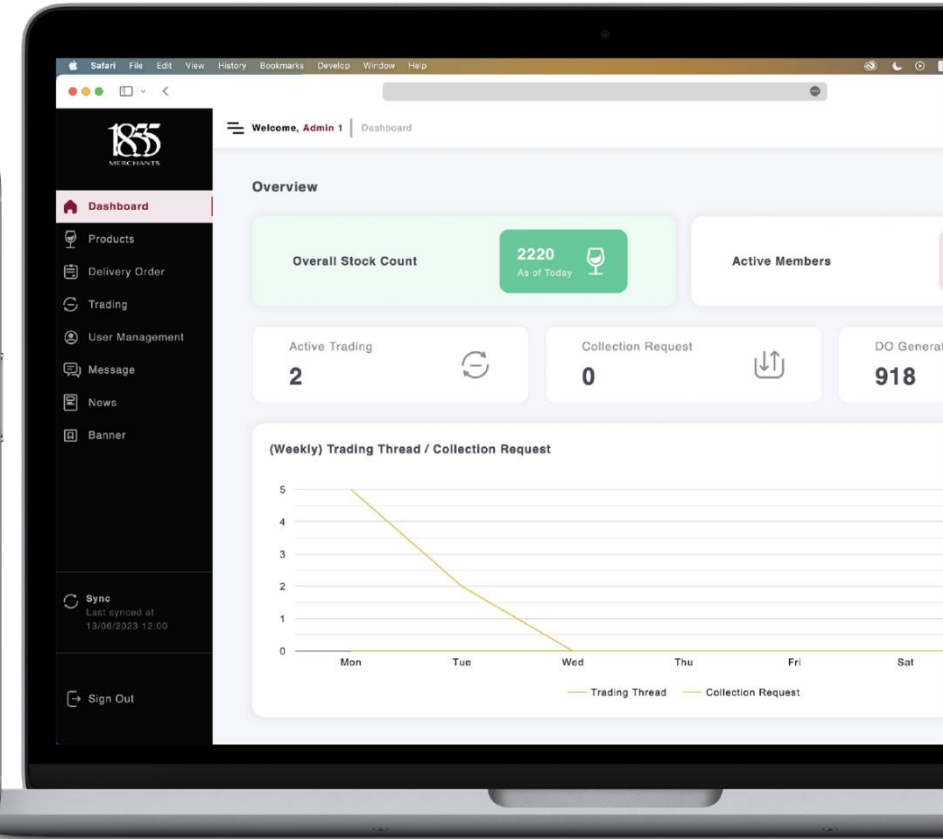 Safari File Edit View History Bookmarks Develop Window Help
1855
MERCHANTS
Welcome, Admin 1 Dashboard
Dashboard
Products
Delivery Order
Trading
User Management
Message
News
Banner
Sync
Last synced at
13/06/2023 12:00
Sign Out
Overview
Overall Stock Count
2220
As of Today
Active Members
Active Trading
2
Collection Request
0
DO Generat
918
(Weekly) Trading Thread / Collection Request
5
4
3
2
1
0
Mon Tue Wed Thu Fri Sat
Trading Thread Collection Request